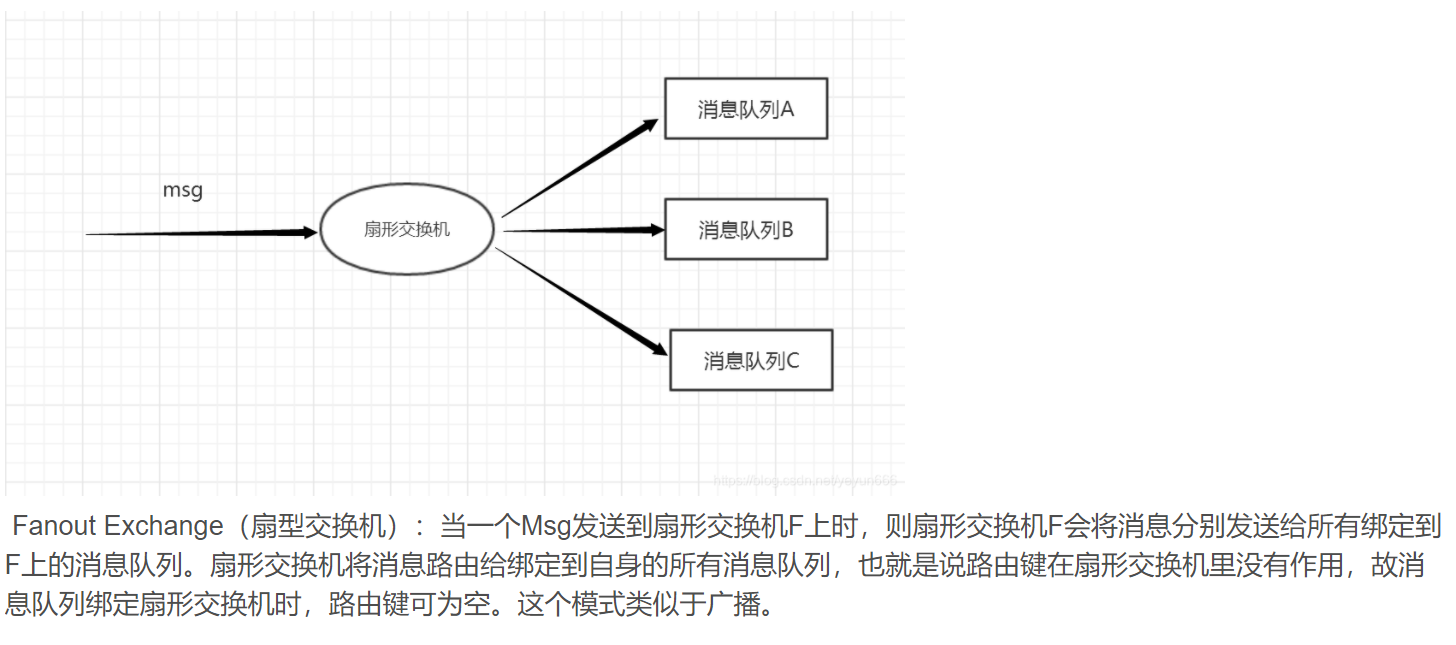 消息队列A
msg
扇形交换机
消息队列B
消息队列C
https://blog.csdn.net/yeyun666
Fanout Exchange（扇型交换机）：当一个Msg发送到扇形交换机F上时，则扇形交换机F会将消息分别发送给所有绑定到
F上的消息队列。扇形交换机将消息路由给绑定到自身的所有消息队列，也就是说路由键在扇形交换机里没有作用，故消
息队列绑定扇形交换机时，路由键可为空。这个模式类似于广播。